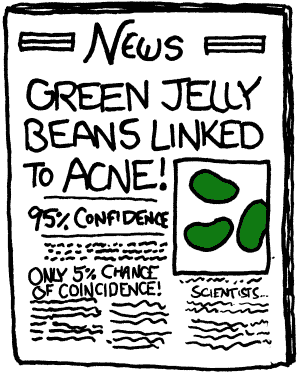 NEWS
GREEN JELLY
BEANS LINKED
TO ACNE!
95% CONFIDENCE
ONLY 5% CHANCE
OF COINCIDENCE!
SCIENTISTS...